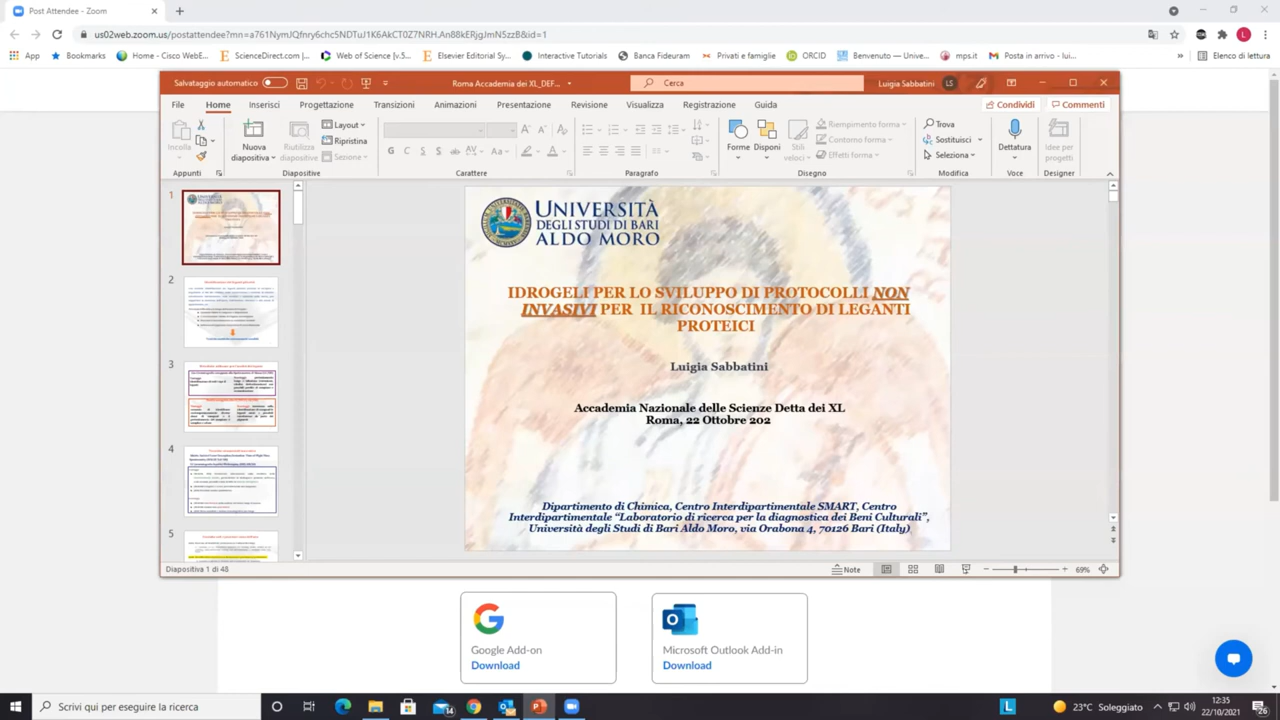 Post Attendee - Zoom
us02web.zoom.us/postattendee?mn=a761NymJQfnry6chc5NDTuJ1K6AkCT0Z7NRH.An88kERjgJmN5zzB&id=1
App Bookmarks Home - Cisco WebE... ScienceDirect.com |... Web of Science [v.5... Elsevier Editorial Sy... Interactive Tutorials Banca Fideuram Privati e famiglie ORCID Benvenuto — Unive... mps.it Posta in arrivo - lui... » Elenco di lettura
Salvataggio automatico Roma Accademia dei XL_DEF... Cerca Luigia Sabbatini LS
File Home Inserisci Progettazione Transizioni Animazioni Presentazione Revisione Visualizza Registrazione Guida Condividi Commenti
Incolla Nuova diapositiva Riutilizza diapositive Layout Ripristina Sezione Forme Disponi Stili veloci Riempimento forma Contorno forma Effetti forma Trova Sostituisci Seleziona Dettatura Idee per progetti
Appunti Diapositive Carattere Paragrafo Disegno Modifica Voce Designer
1
2
3
4
5
UNIVERSITÀ
DEGLI STUDI DI BARI
ALDO MORO
PER DI PROTOCOLLI NON
INVASIVI PER IL RICONOSCIMENTO DI LEGANTI
PROTEICI
Luigia Sabbatini
Accademia Nazionale delle Scienze Detta dei XL
Roma, 22 Ottobre 202
Dipartimento di Chimica, Centro Interdipartimentale SMART, Centro
Interdipartimentale “Laboratorio di ricerca per la diagnostica dei Beni Culturali”,
Università degli Studi di Bari Aldo Moro, via Orabona 4, 70126 Bari (Italy)
Diapositiva 1 di 48 Note 69%
Google Add-on
Download
Microsoft Outlook Add-in
Download
Scrivi qui per eseguire la ricerca
23°C Soleggiato
12:35
22/10/2021